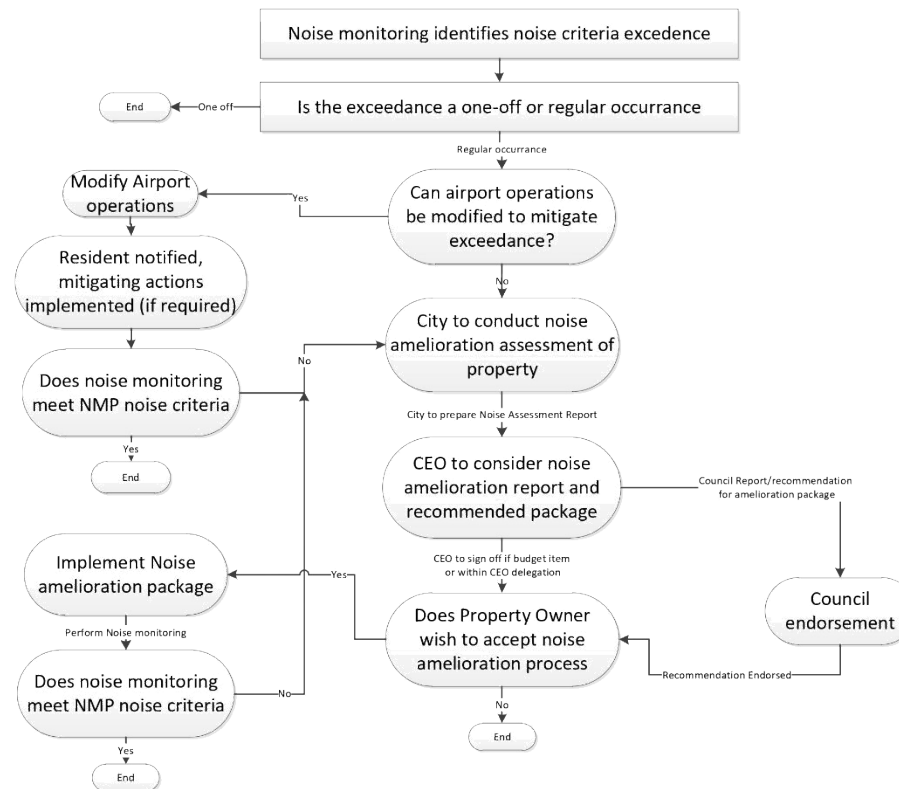 Noise monitoring identifies noise criteria excedence
Is the exceedance a one-off or regular occurrance
One off
End
Regular occurrance
Can airport operations
be modified to mitigate
exceedance?
Yes
Modify Airport
operations
Resident notified,
mitigating actions
implemented (if required)
Does noise monitoring
meet NMP noise criteria
Yes
End
No
No
City to conduct noise
amelioration assessment of
property
City to prepare Noise Assessment Report
CEO to consider noise
amelioration report and
recommended package
Council Report/recommendation
for amelioration package
Council
endorsement
Recommendation Endorsed
CEO to sign off if budget item
or within CEO delegation
Does Property Owner
wish to accept noise
amelioration process
No
End
Yes
Implement Noise
amelioration package
Perform Noise monitoring
Does noise monitoring
meet NMP noise criteria
No
Yes
End